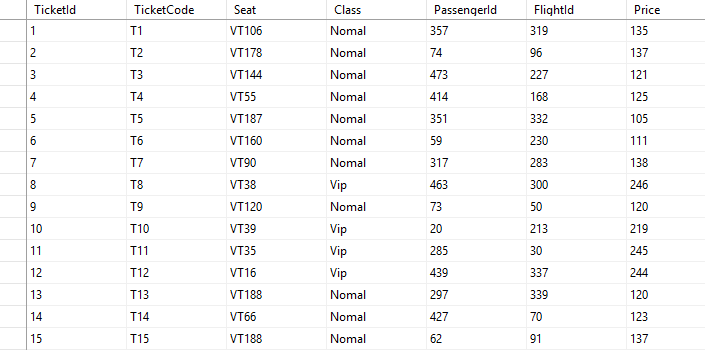 TicketId TicketCode Seat Class PassengerId FlightId Price
1 T1 VT106 Nomal 357 319 135
2 T2 VT178 Nomal 74 96 137
3 T3 VT144 Nomal 473 227 121
4 T4 VT55 Nomal 414 168 125
5 T5 VT187 Nomal 351 332 105
6 T6 VT160 Nomal 59 230 111
7 T7 VT90 Nomal 317 283 138
8 T8 VT38 Vip 463 300 246
9 T9 VT120 Nomal 73 50 120
10 T10 VT39 Vip 20 213 219
11 T11 VT35 Vip 285 30 245
12 T12 VT16 Vip 439 337 244
13 T13 VT188 Nomal 297 339 120
14 T14 VT66 Nomal 427 70 123
15 T15 VT188 Nomal 62 91 137